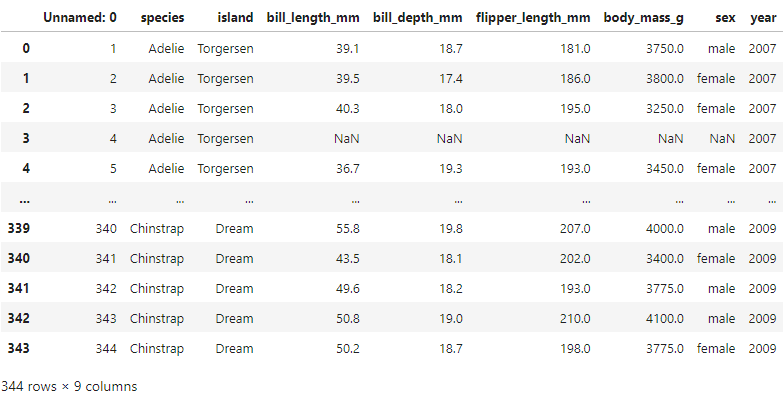 Unnamed: 0 species island bill_length_mm bill_depth_mm flipper_length_mm body_mass_g sex year
0 1 Adelie Torgersen 39.1 18.7 181.0 3750.0 male 2007
1 2 Adelie Torgersen 39.5 17.4 186.0 3800.0 female 2007
2 3 Adelie Torgersen 40.3 18.0 195.0 3250.0 female 2007
3 4 Adelie Torgersen NaN NaN NaN NaN NaN 2007
4 5 Adelie Torgersen 36.7 19.3 193.0 3450.0 female 2007
... ... ... ... ... ... ... ... ... ...
339 340 Chinstrap Dream 55.8 19.8 207.0 4000.0 male 2009
340 341 Chinstrap Dream 43.5 18.1 202.0 3400.0 female 2009
341 342 Chinstrap Dream 49.6 18.2 193.0 3775.0 male 2009
342 343 Chinstrap Dream 50.8 19.0 210.0 4100.0 male 2009
343 344 Chinstrap Dream 50.2 18.7 198.0 3775.0 female 2009
344 rows × 9 columns